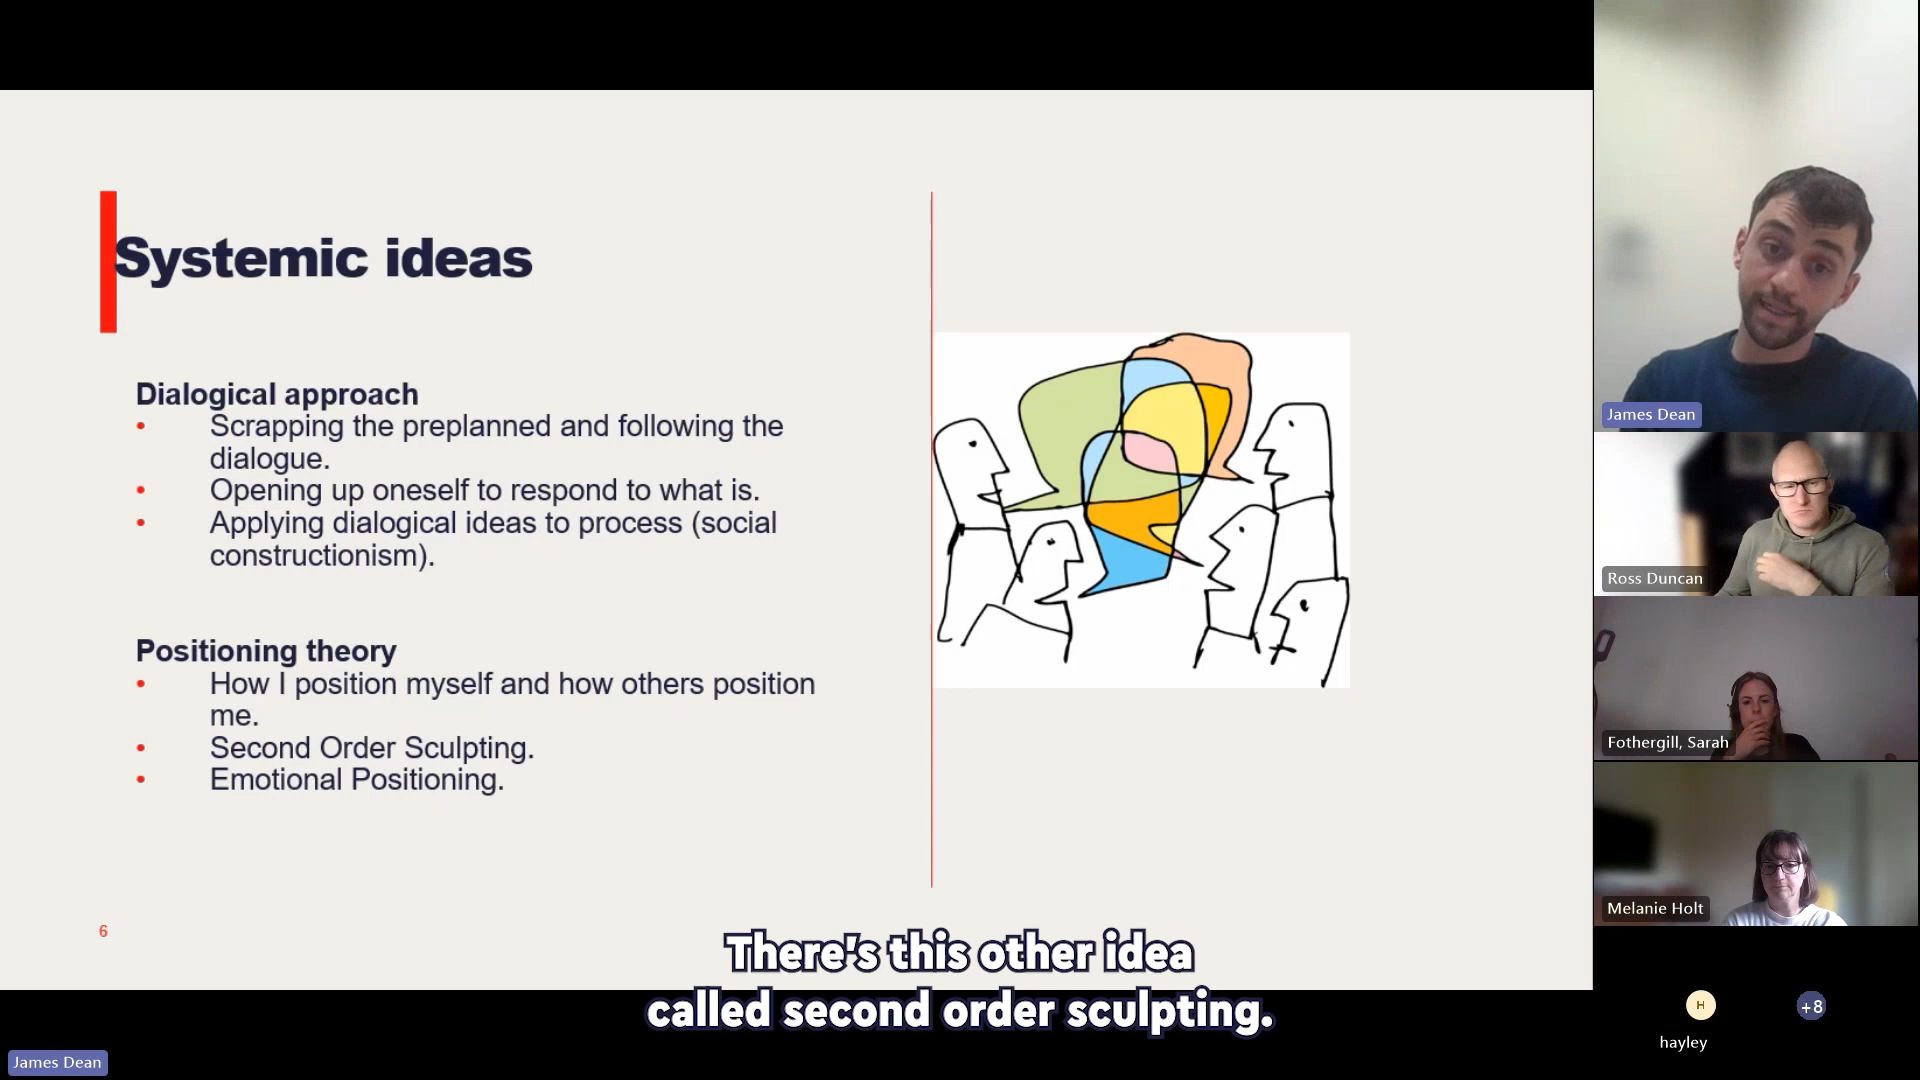 Systemic ideas
Dialogical approach
• Scrapping the preplanned and following the
dialogue.
• Opening up oneself to respond to what is.
• Applying dialogical ideas to process (social
constructionism).
Positioning theory
• How I position myself and how others position
me.
• Second Order Sculpting.
• Emotional Positioning.
6
There's this other idea
called second order sculpting.
James Dean
James Dean
Ross Duncan
Fothergill, Sarah
Melanie Holt
H
hayley
+8